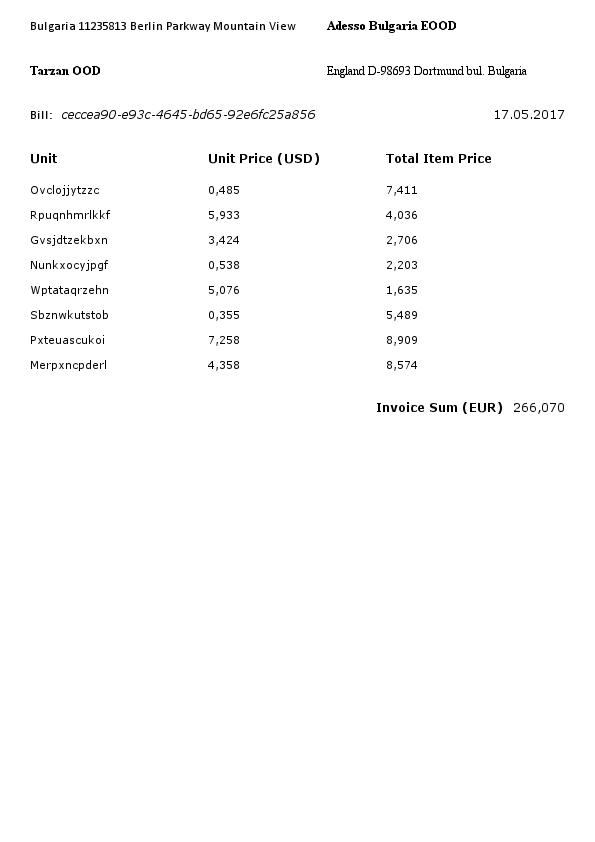 Bulgaria 11235813 Berlin Parkway Mountain View Adesso Bulgaria EOOD
Tarzan OOD England D-98693 Dortmund bul. Bulgaria
Bill: ceccea90-e93c-4645-bd65-92e6fc25a856 17.05.2017
Unit Unit Price (USD) Total Item Price
Ovclojjytzzc 0,485 7,411
Rpuqnhmrlkkf 5,933 4,036
Gvsjdtzekbxn 3,424 2,706
Nunkxocyjpgf 0,538 2,203
Wptataqrzehn 5,076 1,635
Sbznwkutstob 0,355 5,489
Pxteuascukoi 7,258 8,909
Merpxncpderl 4,358 8,574
Invoice Sum (EUR) 266,070